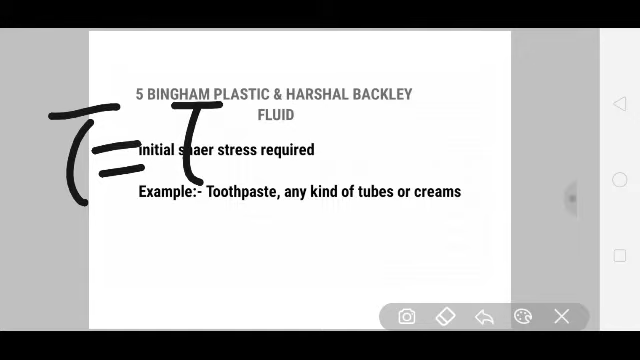 5 BINGHAM PLASTIC & HARSHAL BACKLEY
FLUID
τ = τ
initial shaer stress required
Example:- Toothpaste, any kind of tubes or creams